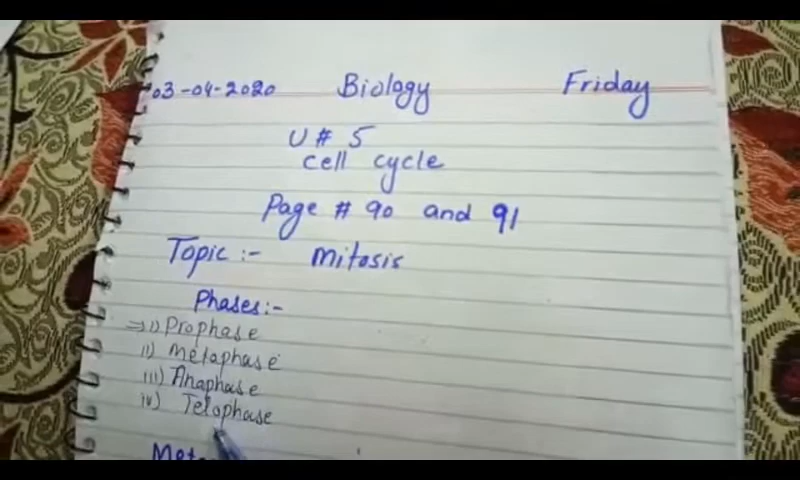 03-04-2020 Biology Friday
U # 5
cell cycle
Page # 90 and 91
Topic :- Mitosis
Phases:-
⇒ i) Prophase
ii) Metaphase
iii) Anaphase
iv) Telophase